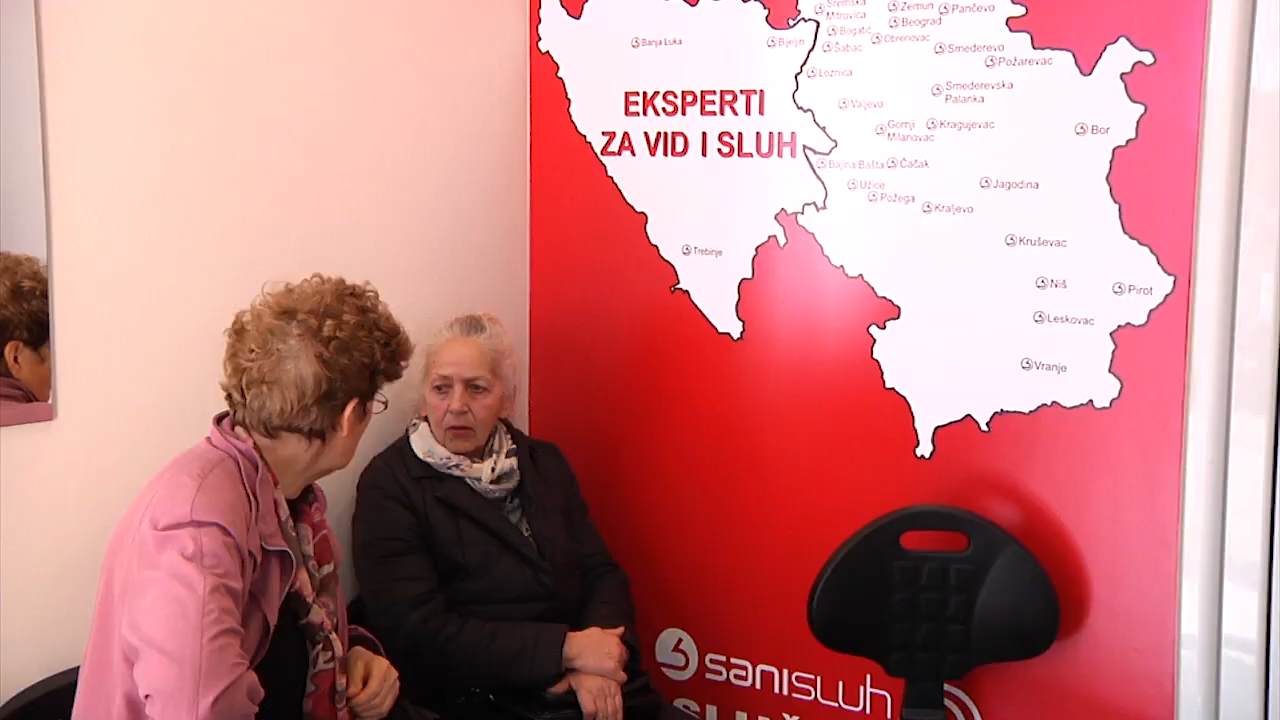 Sremska
Mitrovica
Zemun
Pančevo
Beograd
Bogatić
Obrenovac
Banja Luka
Bijeljin
Šabac
Smederevo
Požarevac
Loznica
Smederevska
Palanka
EKSPERTI
Valjevo
Gornji
Milanovac
Kragujevac
Bor
ZA VID I SLUH
Bajina Bašta
Čačak
Užice
Jagodina
Požega
Kraljevo
Trebinje
Kruševac
Niš
Pirot
Leskovac
Vranje
sanisluh